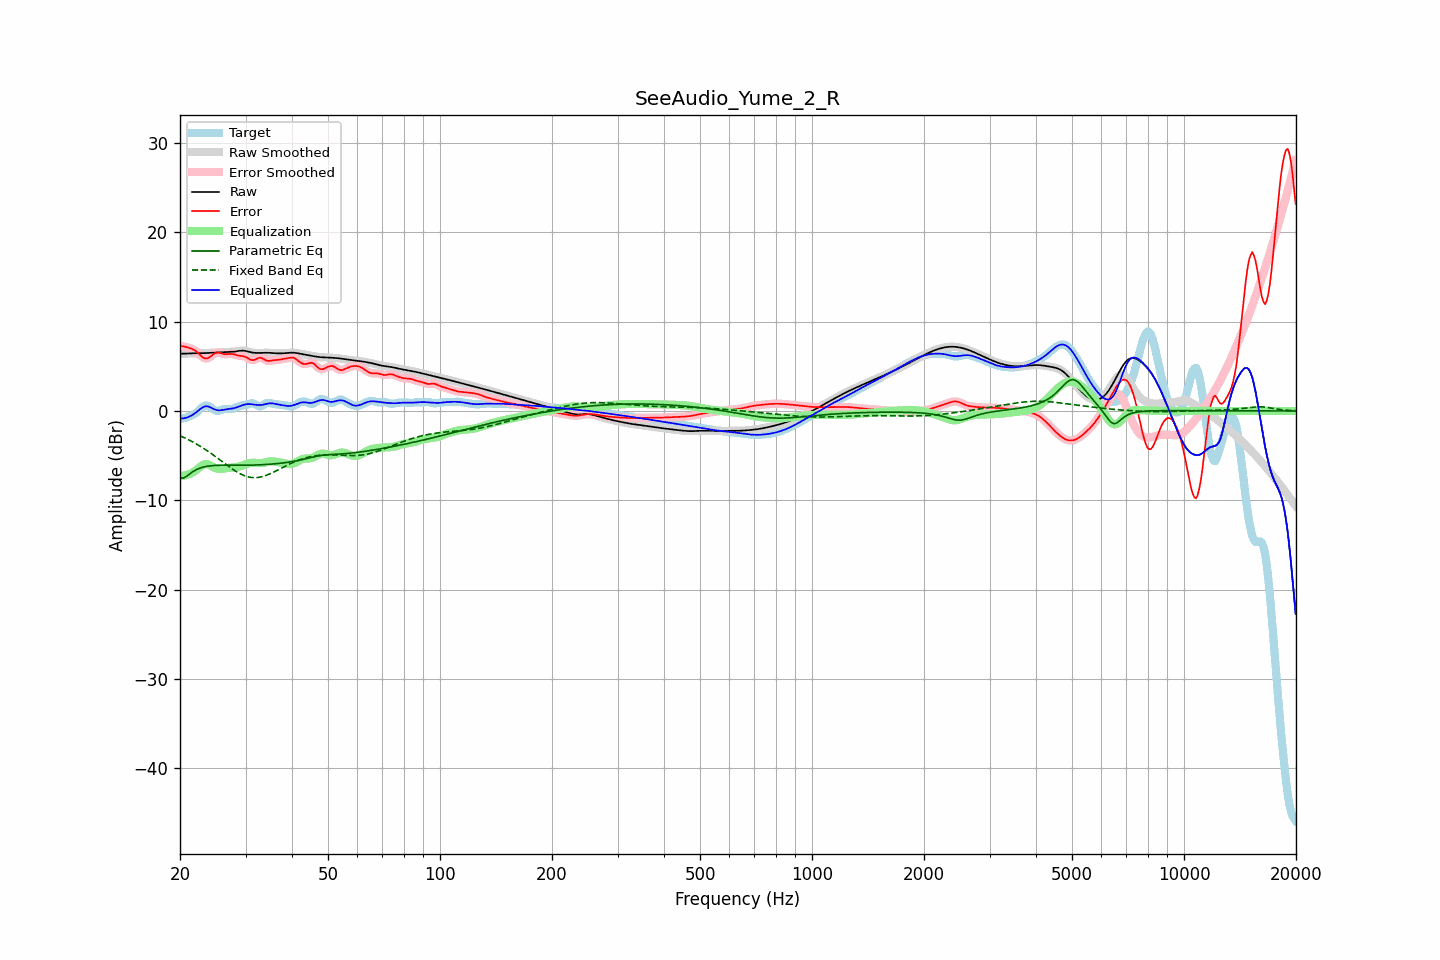 SeeAudio_Yume_2_R
Target
Raw Smoothed
Error Smoothed
Raw
Error
Equalization
Parametric Eq
Fixed Band Eq
Equalized
30
20
10
0
−10
−20
−30
−40
Amplitude (dBr)
20 50 100 200 500 1000 2000 5000 10000 20000
Frequency (Hz)